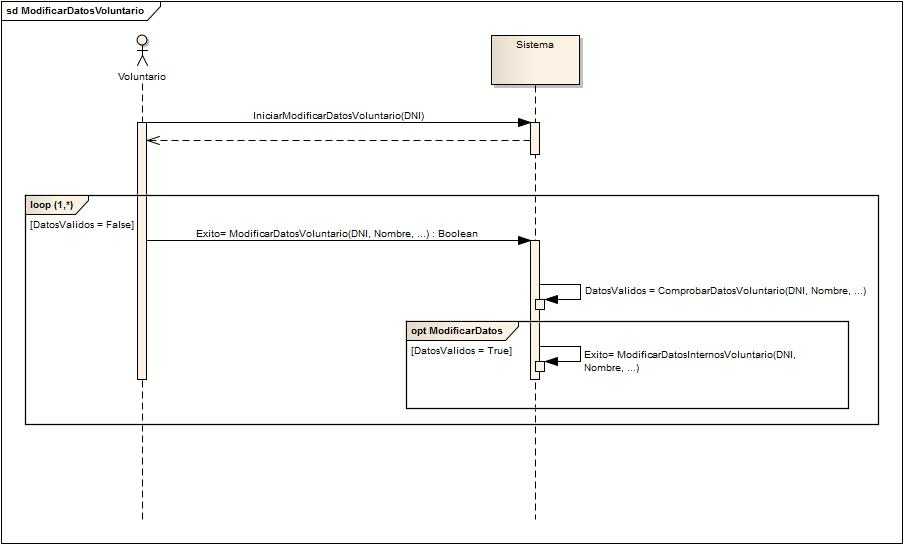 sd ModificarDatosVoluntario
Voluntario
Sistema
IniciarModificarDatosVoluntario(DNI)
loop (1,*)
[DatosValidos = False]
Exito= ModificarDatosVoluntario(DNI, Nombre, ...) : Boolean
DatosValidos = ComprobarDatosVoluntario(DNI, Nombre, ...)
opt ModificarDatos
[DatosValidos = True]
Exito= ModificarDatosInternosVoluntario(DNI,
Nombre, ...)